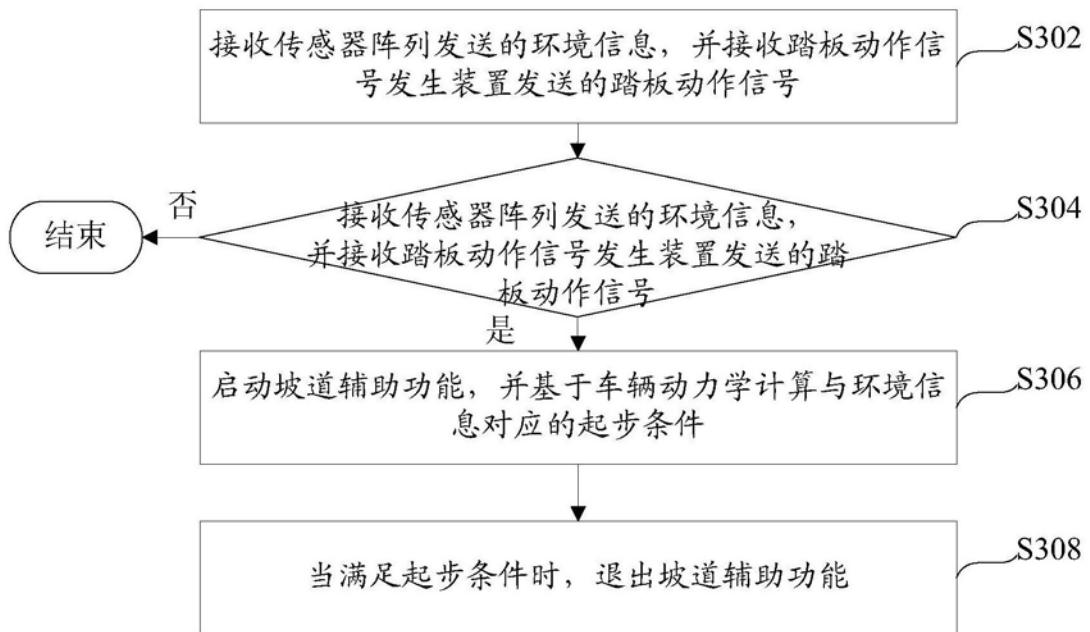 接收传感器阵列发送的环境信息，并接收踏板动作信
号发生装置发送的踏板动作信号
S302
否
结束
接收传感器阵列发送的环境信息，
并接收踏板动作信号发生装置发送的踏
板动作信号
S304
是
启动坡道辅助功能，并基于车辆动力学计算与环境信
息对应的起步条件
S306
当满足起步条件时，退出坡道辅助功能
S308